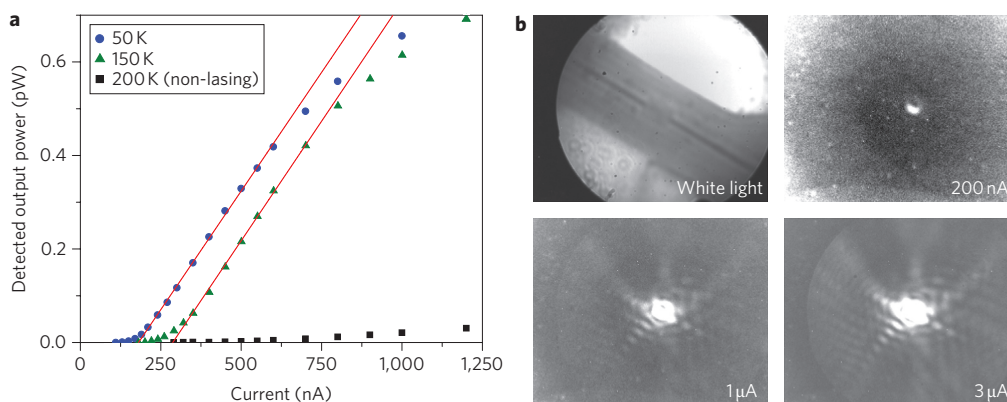 a
50 K
150 K
200 K (non-lasing)
Detected output power (pW)
0.6
0.4
0.2
0.0
0 250 500 750 1,000 1,250
Current (nA)
b
White light
200 nA
1 μA
3 μA